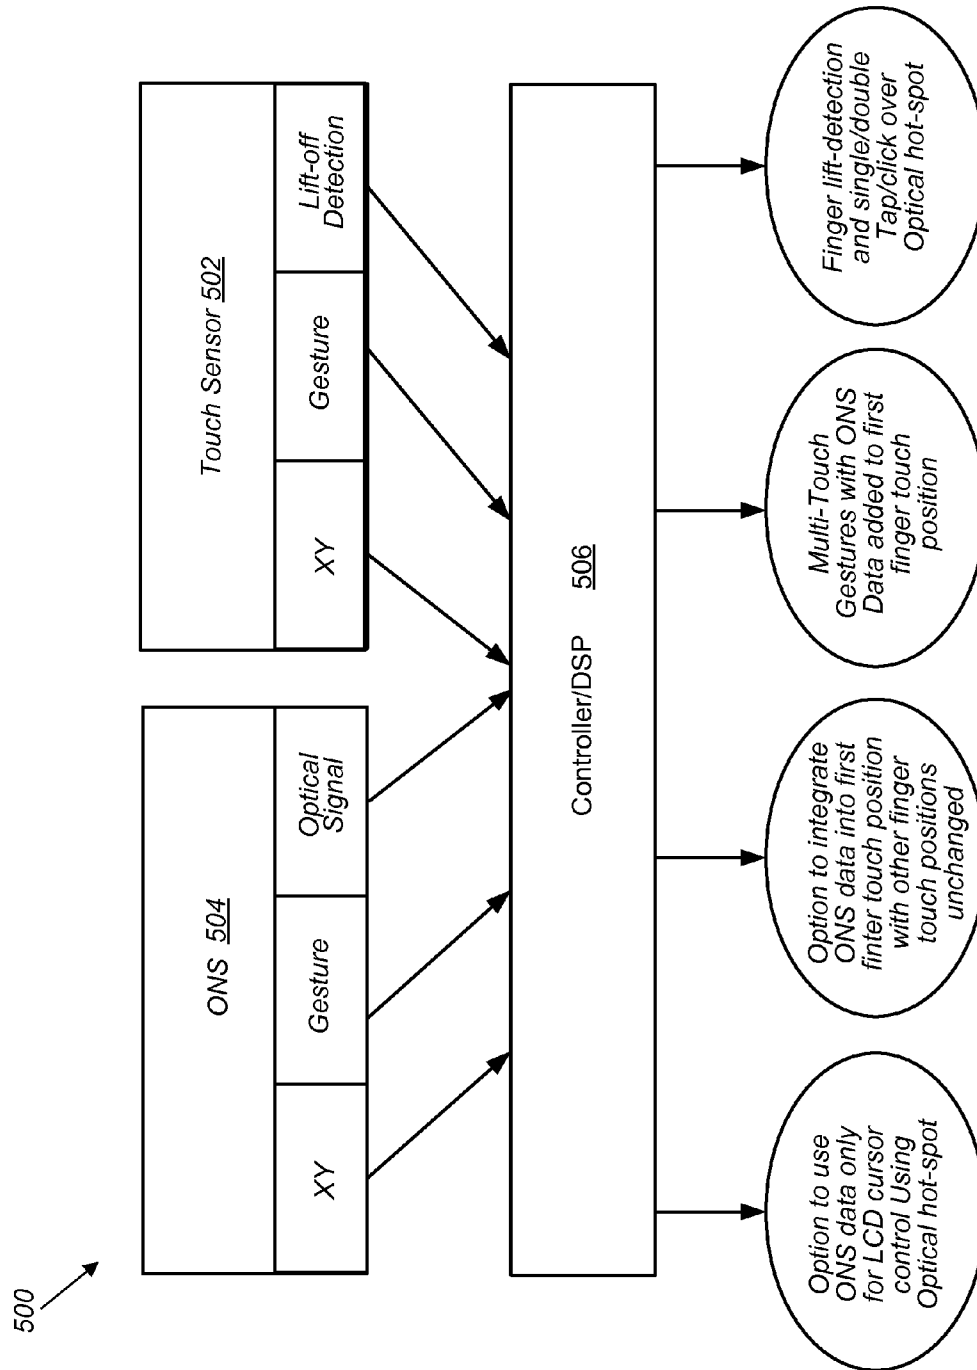 500
ONS 504
XY
Gesture
Optical
Signal
Touch Sensor 502
XY
Gesture
Lift-off
Detection
Controller/DSP 506
Option to use
ONS data only
for LCD cursor
control Using
Optical hot-spot
Option to integrate
ONS data into first
finter touch position
with other finger
touch positions
unchanged
Multi-Touch
Gestures with ONS
Data added to first
finger touch
position
Finger lift-detection
and single/double
Tap/click over
Optical hot-spot